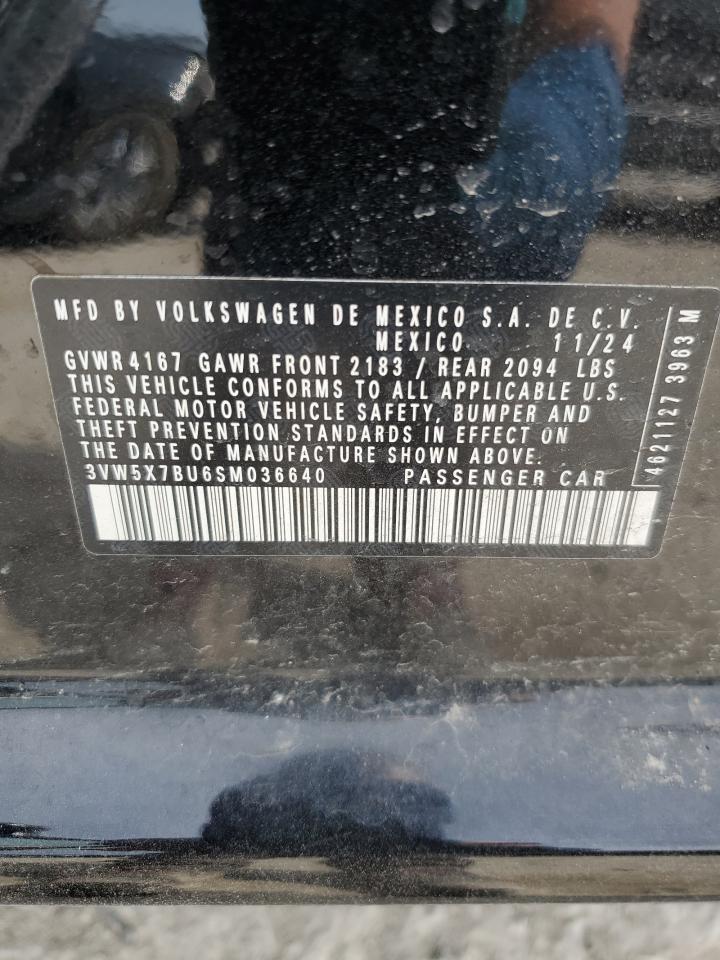 MFD BY VOLKSWAGEN DE MEXICO S.A. DE C.V.
MEXICO 11/24
GVWR 4167 GAWR FRONT 2183 / REAR 2094 LBS
THIS VEHICLE CONFORMS TO ALL APPLICABLE U.S.
FEDERAL MOTOR VEHICLE SAFETY, BUMPER AND
THEFT PREVENTION STANDARDS IN EFFECT ON
THE DATE OF MANUFACTURE SHOWN ABOVE.
3VW5X7BU6SM036640 PASSENGER CAR
4621127 3963 M